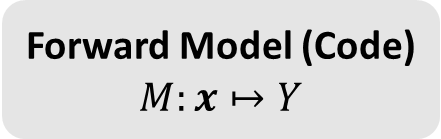 Forward Model (Code)
M: x ↦ Y